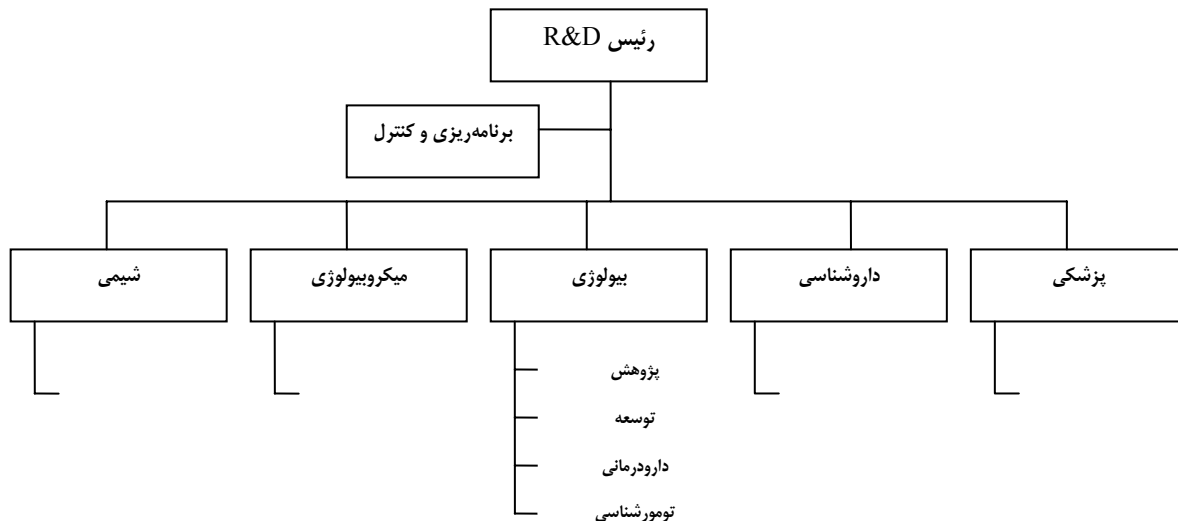 رئیس R&D
برنامه‌ریزی و کنترل
پزشکی
داروشناسی
بیولوژی
میکروبیولوژی
شیمی
پژوهش
توسعه
دارودرمانی
تومورشناسی